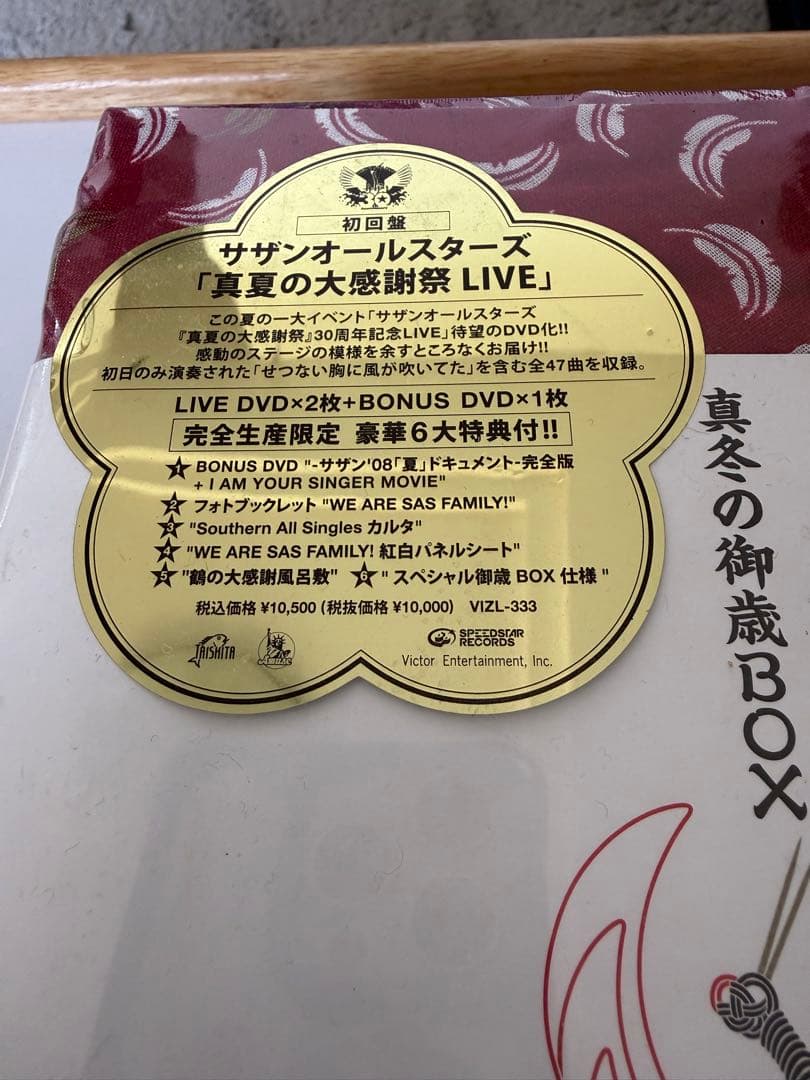 初回盤
サザンオールスターズ
「真夏の大感謝祭 LIVE」
この夏の一大イベント「サザンオールスターズ
『真夏の大感謝祭』30周年記念LIVE」待望のDVD化!!
感動のステージの模様を余すところなくお届け!!
初日のみ演奏された「せつない胸に風が吹いてた」を含む全47曲を収録。
LIVE DVD×2枚+BONUS DVD×1枚
完全生産限定 豪華6大特典付!!
1 BONUS DVD "-サザン'08「夏」ドキュメント-完全版
+ I AM YOUR SINGER MOVIE"
2 フォトブックレット "WE ARE SAS FAMILY!"
3 "Southern All Singles カルタ"
4 "WE ARE SAS FAMILY! 紅白パネルシート"
5 "鶴の大感謝風呂敷" 6 " スペシャル御歳 BOX 仕様 "
税込価格 ¥10,500 (税抜価格 ¥10,000) VIZL-333
TAISHITA
AMUSE
SPEEDSTAR
RECORDS
Victor Entertainment, Inc.
真冬の御歳BOX